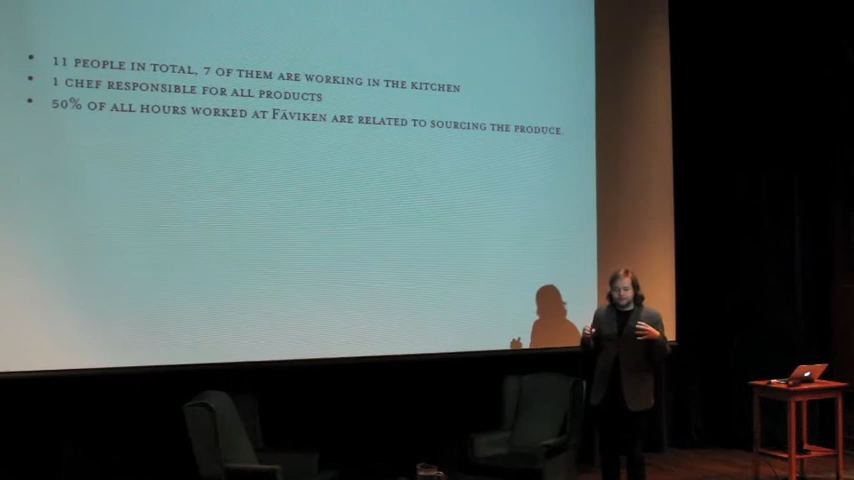 • 11 people in total, 7 of them are working in the kitchen
• 1 chef responsible for all products
• 50% of all hours worked at Fäviken are related to sourcing the produce.